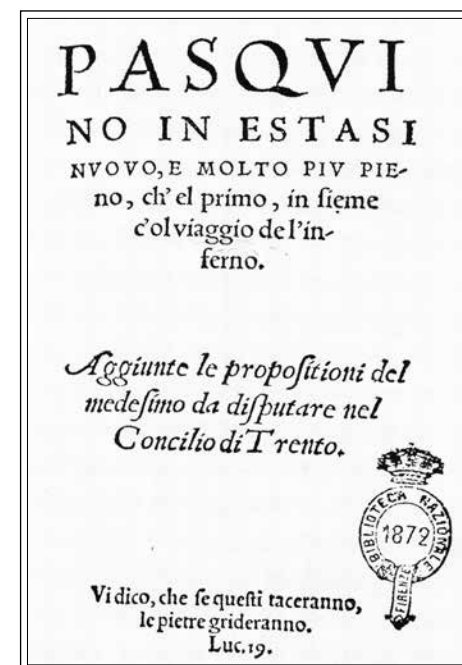 PASQVI
NO IN ESTASI
NVOVO, E MOLTO PIV PIE-
no, ch' el primo, in ſieme
c'ol viaggio de l'in-
ferno.
Aggiunte le propoſitioni del
medeſimo da diſputare nel
Concilio di Trento.
BIBLIOTECA NAZIONALE
1872
FIRENZE
Vi dico, che ſe queſti taceranno,
le pietre grideranno.
Luc.19.